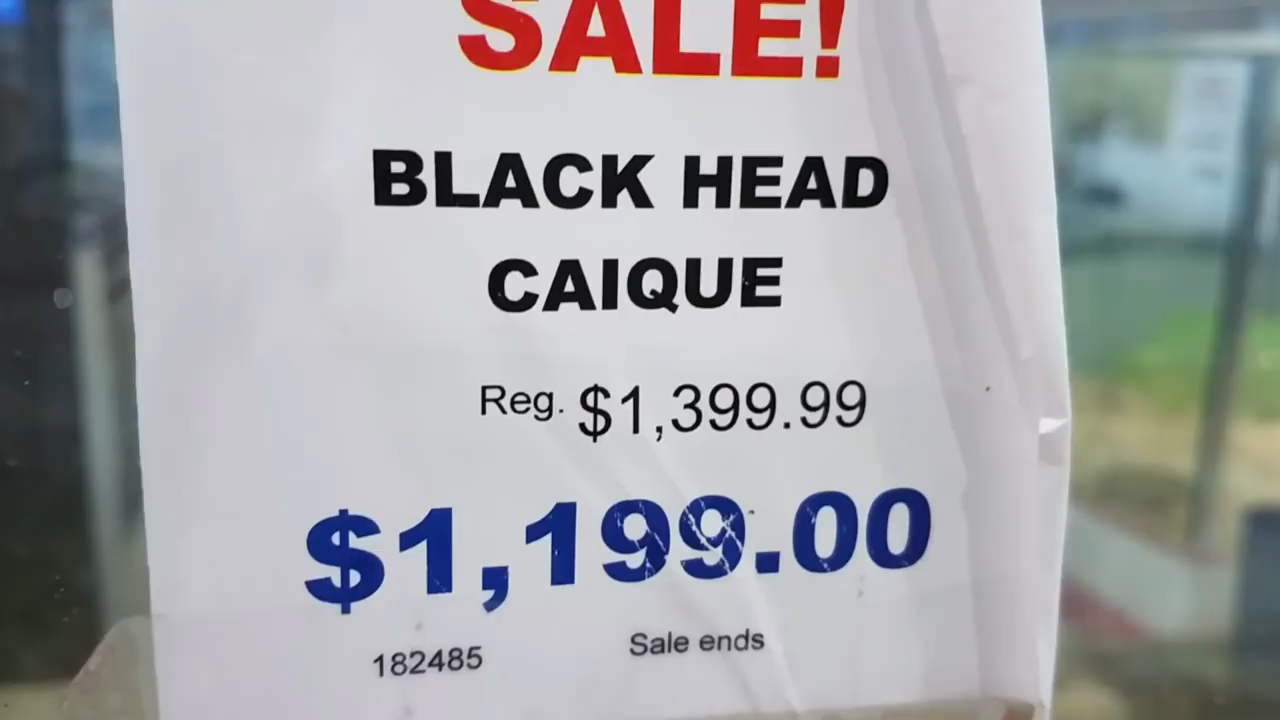 SALE!
BLACK HEAD
CAIQUE
Reg. $1,399.99
$1,199.00
182485 Sale ends